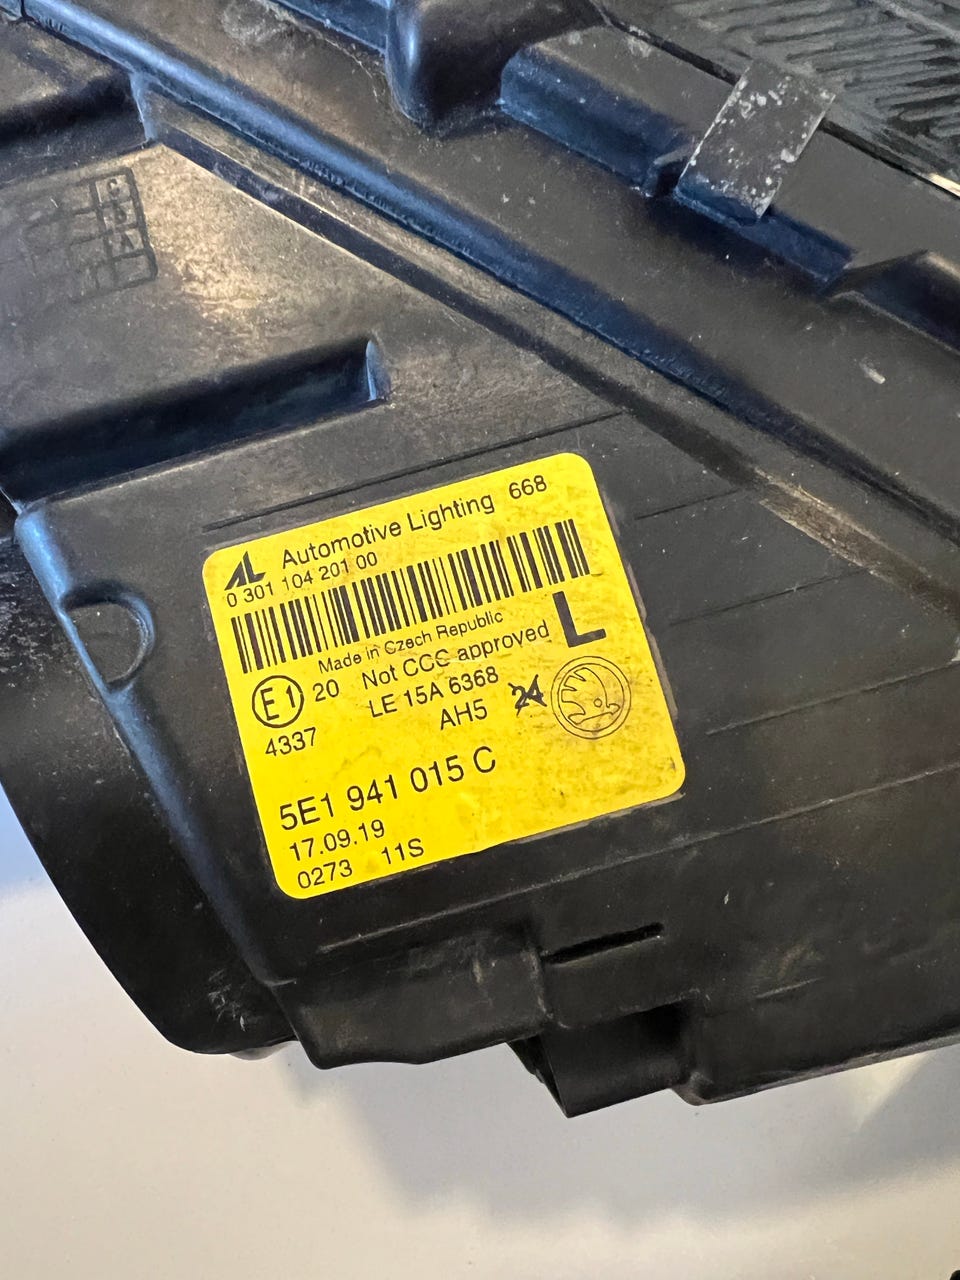 AL Automotive Lighting 668
0 301 104 201 00
Made in Czech Republic
L
E1 20 Not CCC approved
LE 15A 6368
4337 AH5 24
5E1 941 015 C
17.09.19
0273 11S